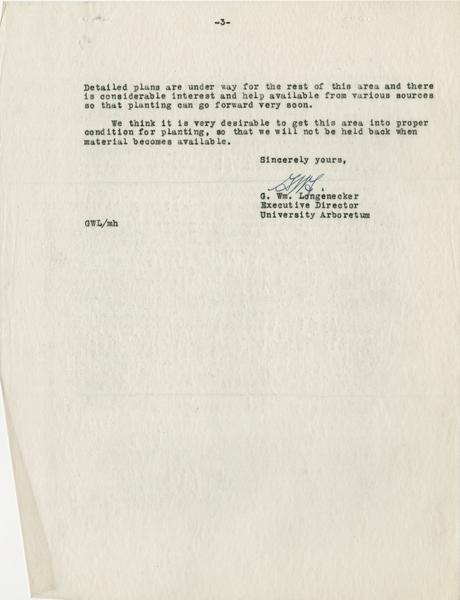 -3-
Detailed plans are under way for the rest of this area and there
is considerable interest and help available from various sources
so that planting can go forward very soon.
We think it is very desirable to get this area into proper
condition for planting, so that we will not be held back when
material becomes available.
Sincerely yours,
GWL
G. Wm. Longenecker
Executive Director
University Arboretum
GWL/mh